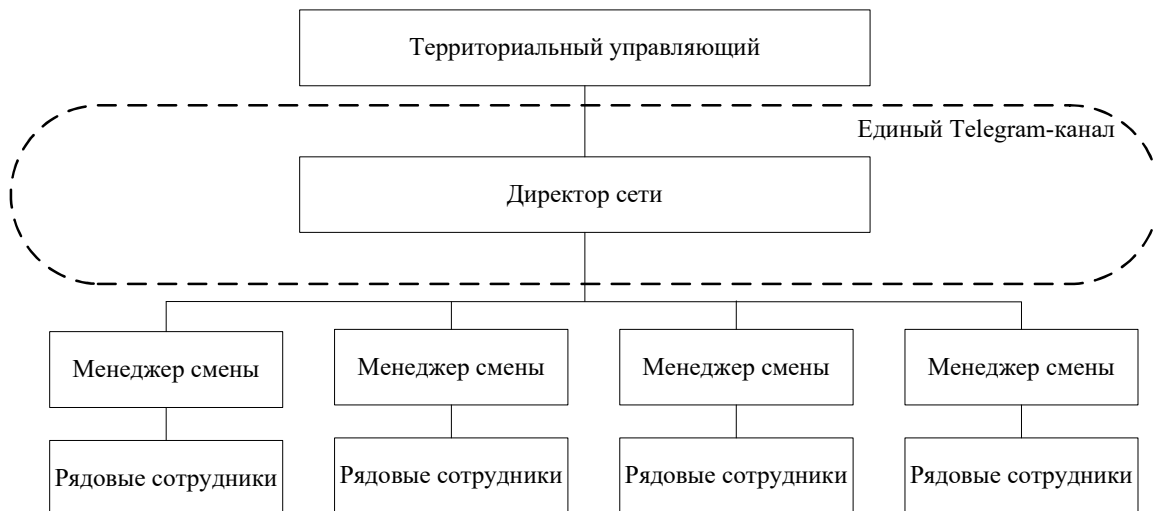 Территориальный управляющий
Единый Telegram-канал
Директор сети
Менеджер смены
Менеджер смены
Менеджер смены
Менеджер смены
Рядовые сотрудники
Рядовые сотрудники
Рядовые сотрудники
Рядовые сотрудники